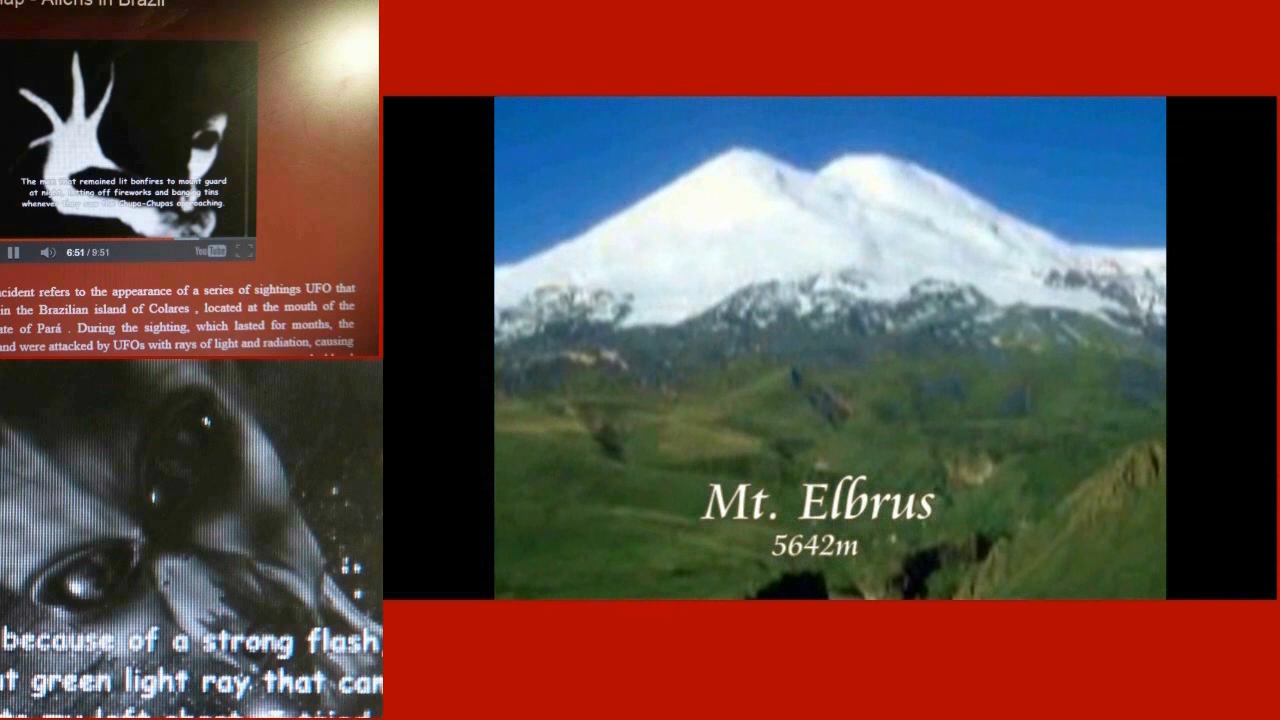 Aliens in Brazil
The men that remained lit bonfires to mount guard
at night, letting off fireworks and banging tins
whenever they saw the Chupa-Chupas approaching.
6:51 / 9:51
YouTube
cident refers to the appearance of a series of sightings UFO that
in the Brazilian island of Colares , located at the mouth of the
ate of Pará . During the sighting, which lasted for months, the
and were attacked by UFOs with rays of light and radiation, causing
because of a strong flash,
t green light ray that can
Mt. Elbrus
5642m